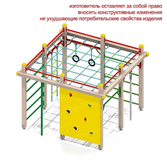 изготовитель оставляет за собой право
вносить конструктивные изменения
не ухудшающие потребительские свойства изделия